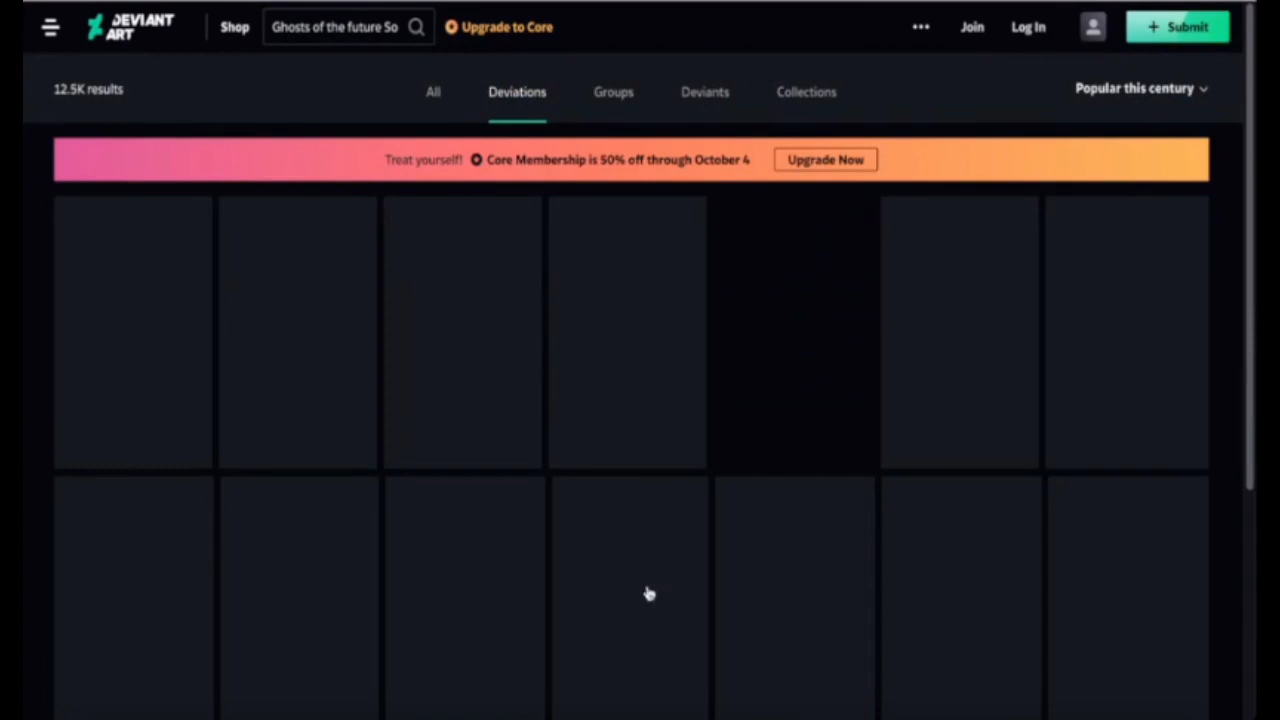 DEVIANT
ART
Shop
Ghosts of the future So
Upgrade to Core
Join
Log In
+ Submit
12.5K results
All
Deviations
Groups
Deviants
Collections
Popular this century
Treat yourself! Core Membership is 50% off through October 4
Upgrade Now